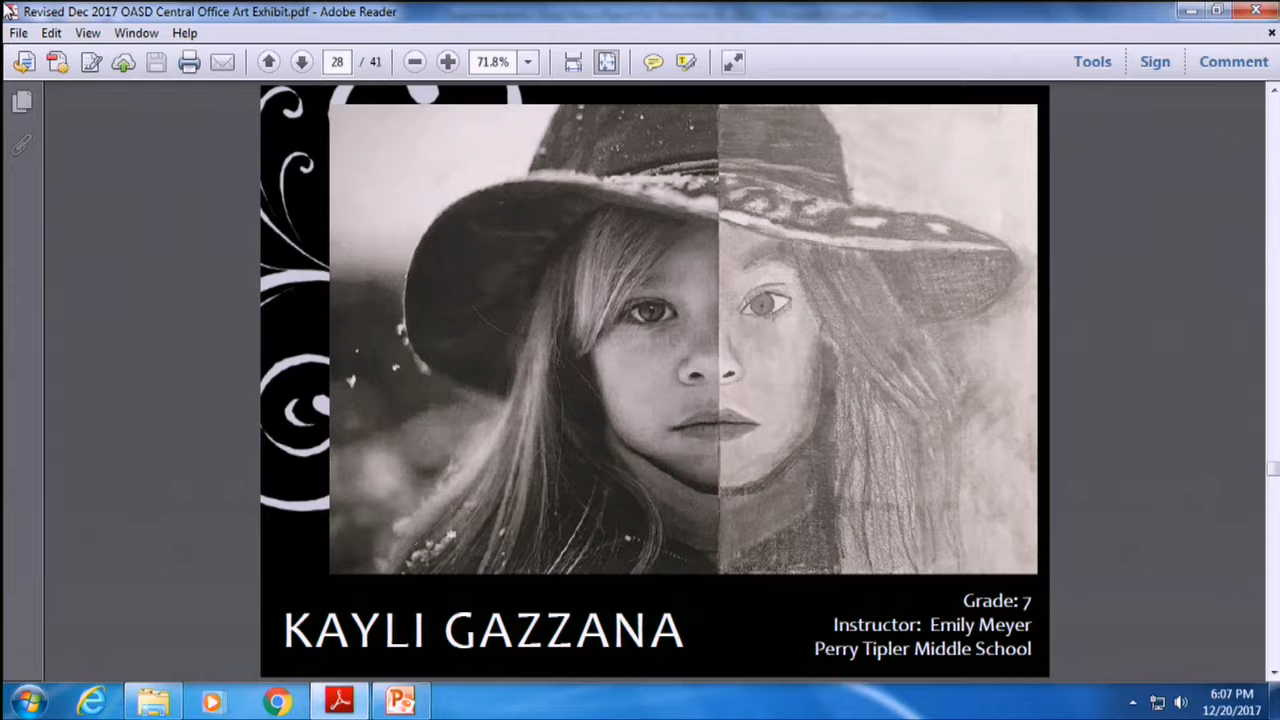 Revised Dec 2017 OASD Central Office Art Exhibit.pdf - Adobe Reader
File Edit View Window Help
28 / 41 71.8% Tools Sign Comment
KAYLI GAZZANA
Grade: 7
Instructor: Emily Meyer
Perry Tipler Middle School
6:07 PM
12/20/2017